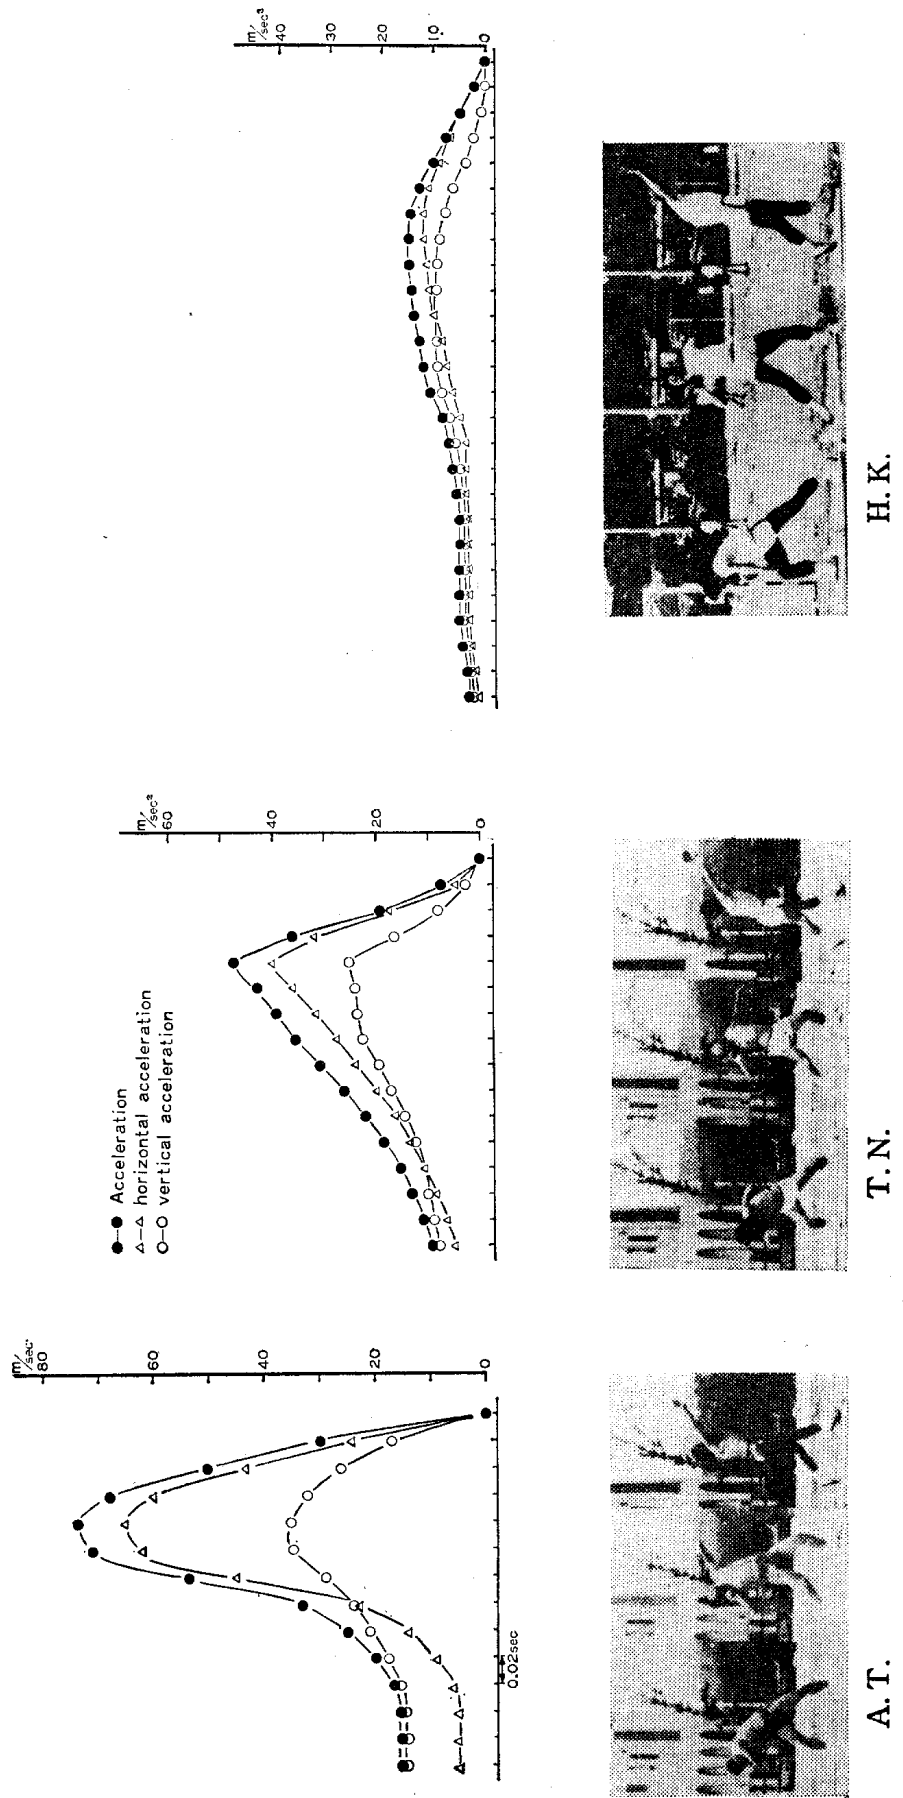 m/sec²
80
60
40
20
0
0.02sec
A.T.
●—● Acceleration
△—△ horizontal acceleration
○—○ vertical acceleration
m/sec²
60
40
20
0
T.N.
m/sec²
40
30
20
10
0
H.K.